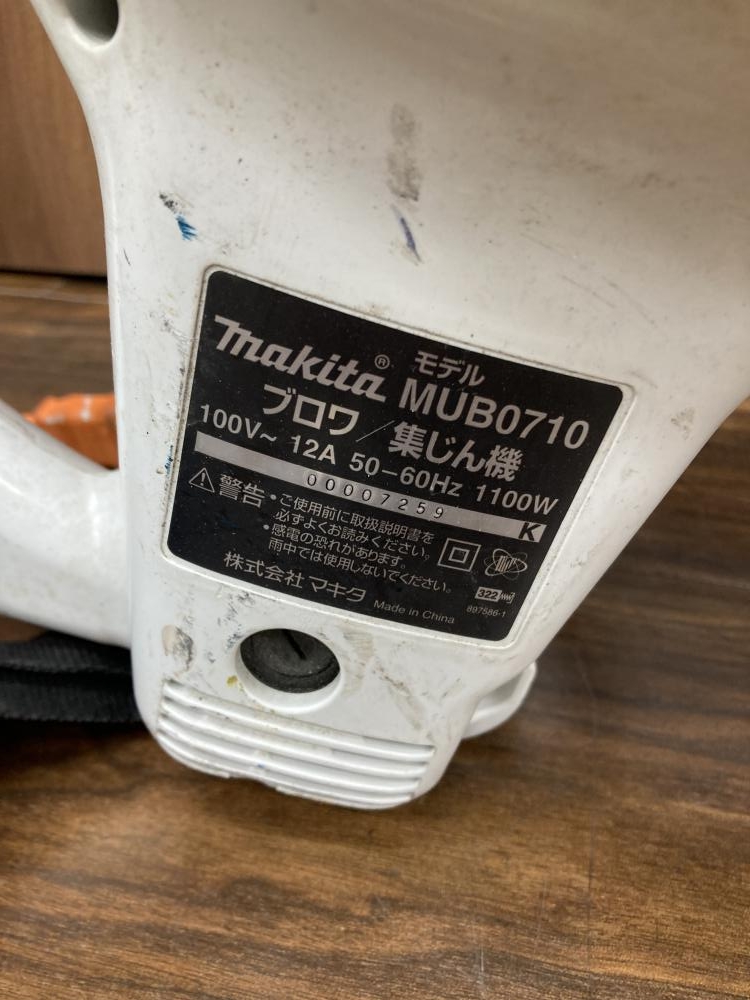 makita® モデル MUB0710
ブロワ / 集じん機
100V~ 12A 50-60Hz 1100W
00007259 K
⚠警告 • ご使用前に取扱説明書を
必ずよくお読みください。
• 感電の恐れがあります。
雨中では使用しないでください。
322
株式会社 マキタ Made in China 897586-1